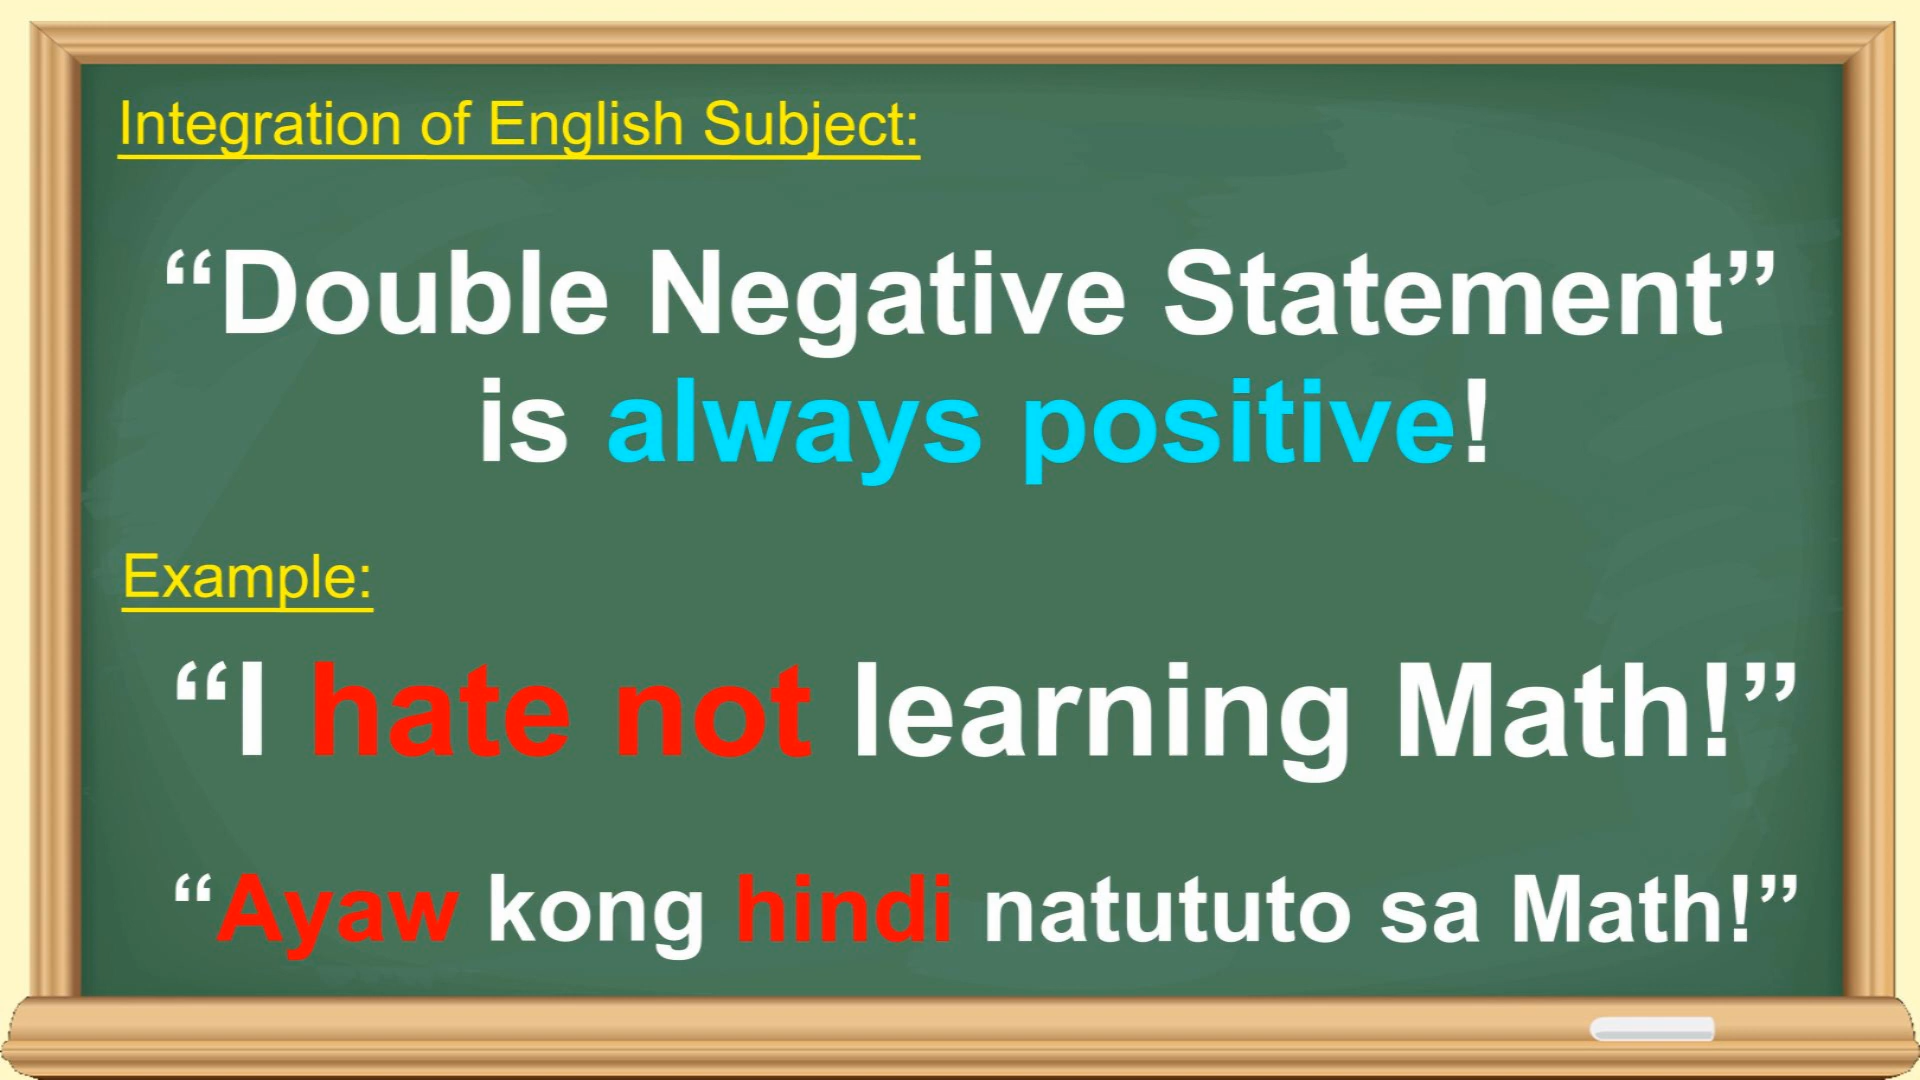 Integration of English Subject:
“Double Negative Statement”
is always positive!
Example:
“I hate not learning Math!”
“Ayaw kong hindi natututo sa Math!”